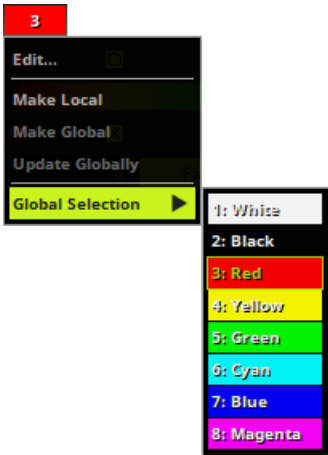 3
Edit...
Make Local
Make Global
Update Globally
Global Selection
1: White
2: Black
3: Red
4: Yellow
5: Green
6: Cyan
7: Blue
8: Magenta